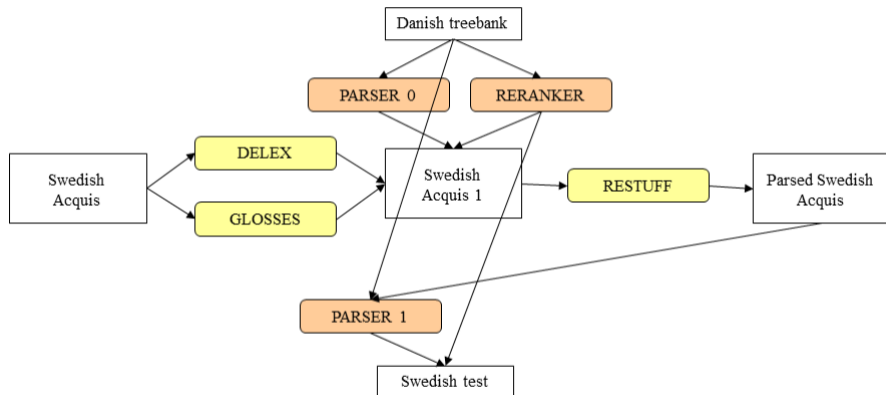 Danish treebank
PARSER 0
RERANKER
DELEX
Swedish
Acquis
GLOSSES
Swedish
Acquis 1
RESTUFF
Parsed Swedish
Acquis
PARSER 1
Swedish test